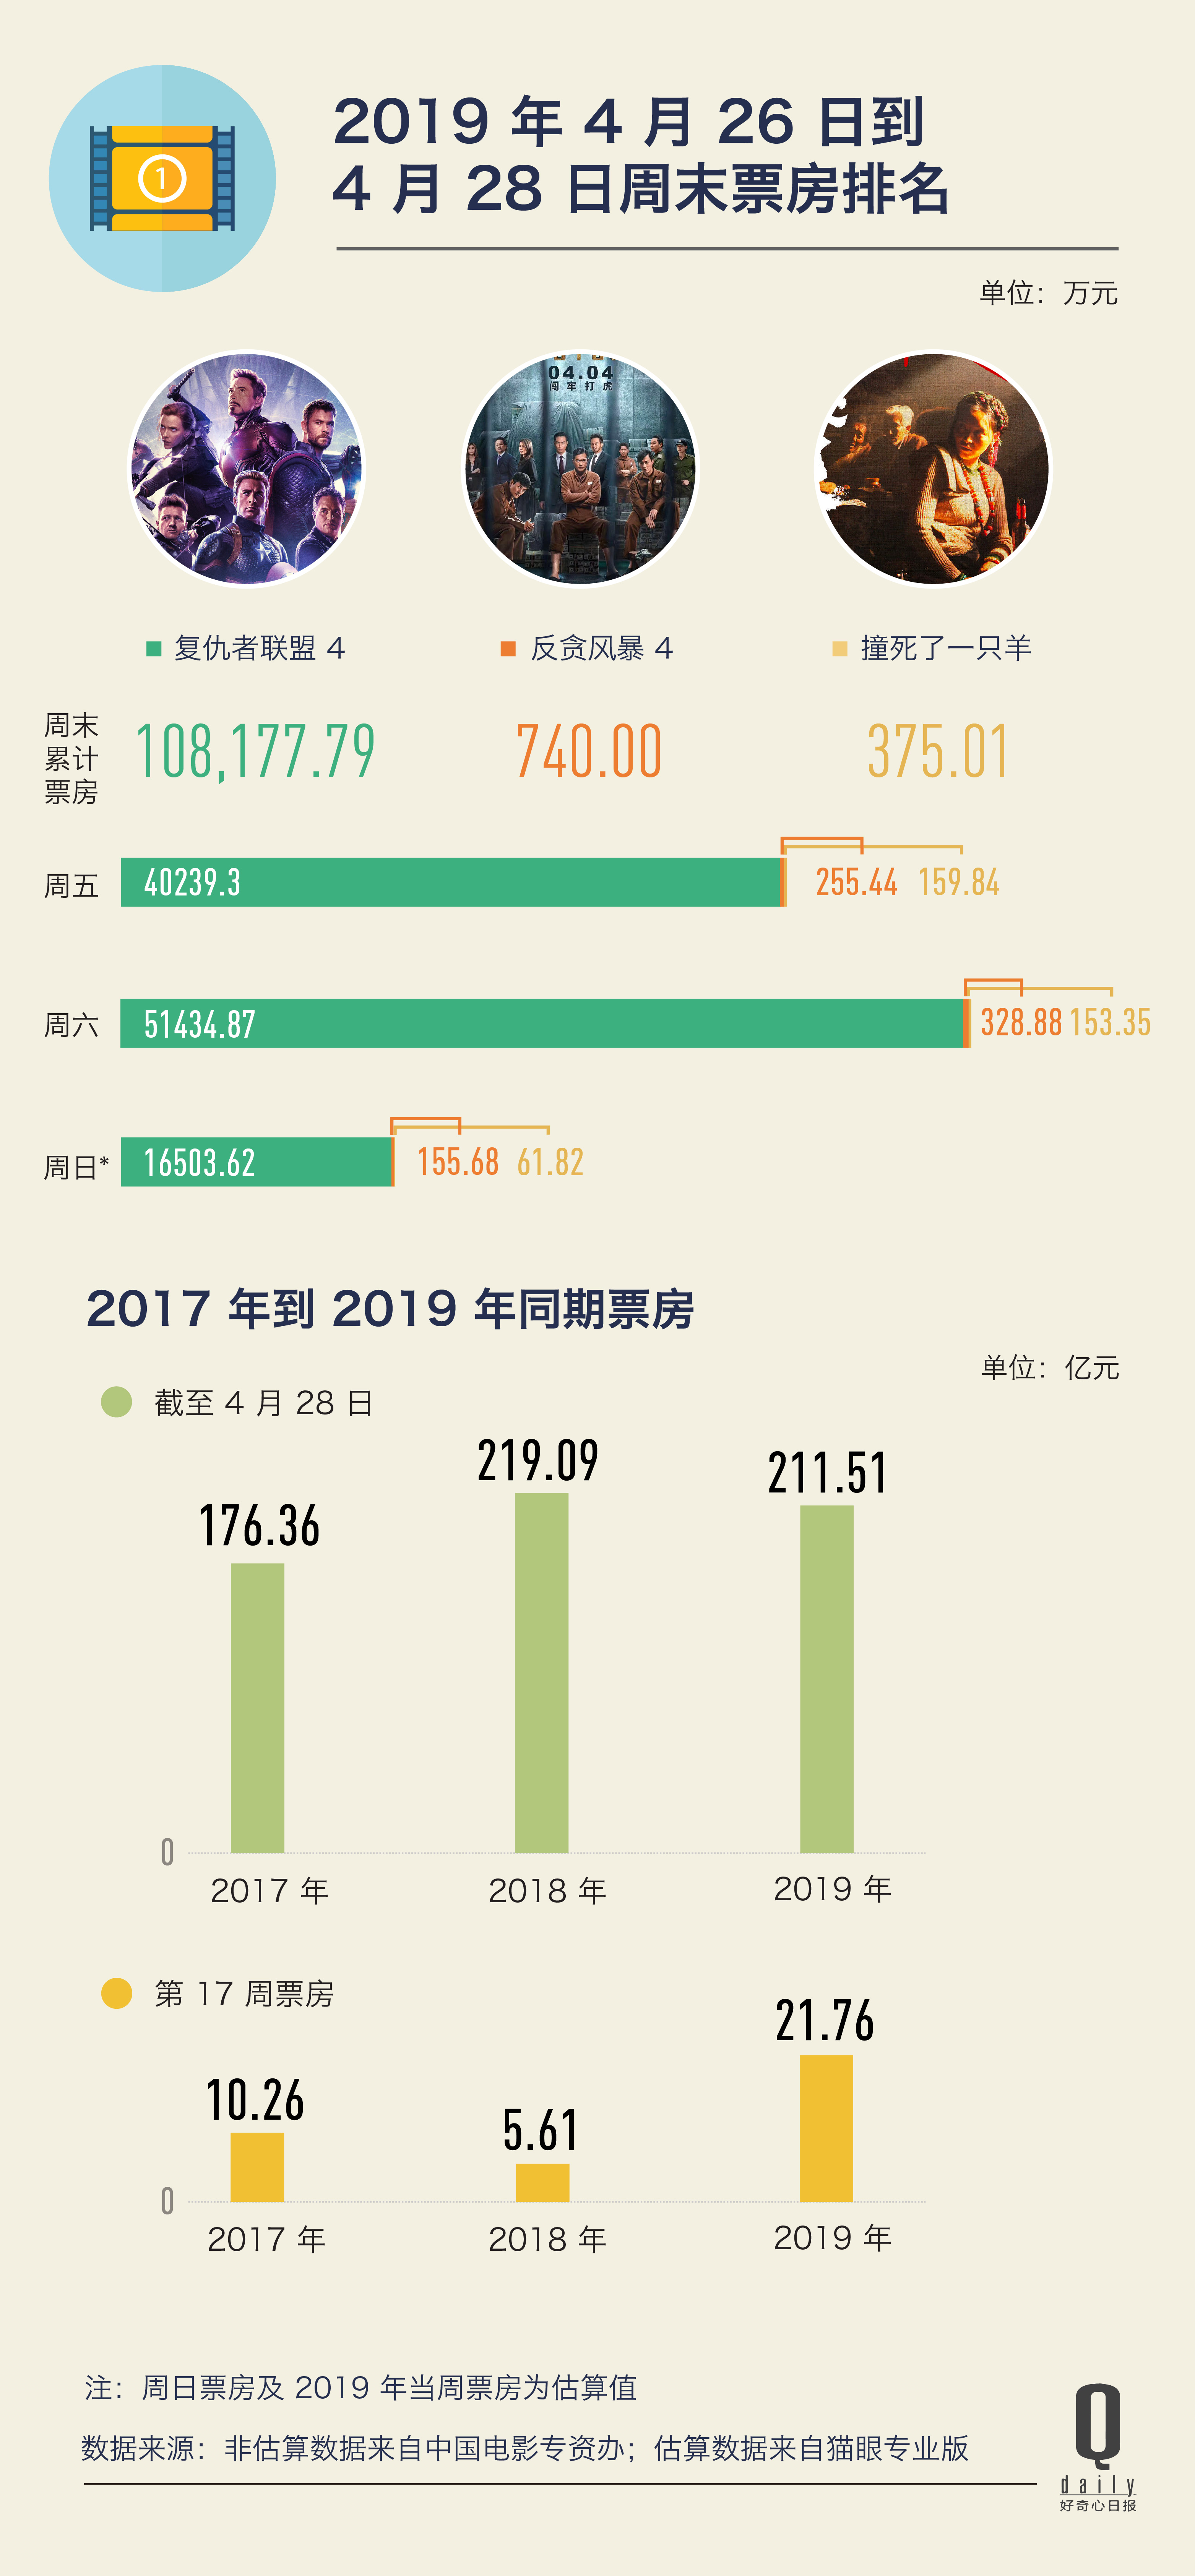 1
2019 年 4 月 26 日到
4 月 28 日周末票房排名
单位：万元
04.04
闯牢打虎
复仇者联盟 4
反贪风暴 4
撞死了一只羊
周末
累计
票房
108,177.79
740.00
375.01
周五
40239.3
255.44
159.84
周六
51434.87
328.88
153.35
周日*
16503.62
155.68
61.82
2017 年到 2019 年同期票房
单位：亿元
截至 4 月 28 日
176.36
219.09
211.51
0
2017 年
2018 年
2019 年
第 17 周票房
10.26
5.61
21.76
0
2017 年
2018 年
2019 年
注：周日票房及 2019 年当周票房为估算值
数据来源：非估算数据来自中国电影专资办；估算数据来自猫眼专业版
Q
daily
好奇心日报